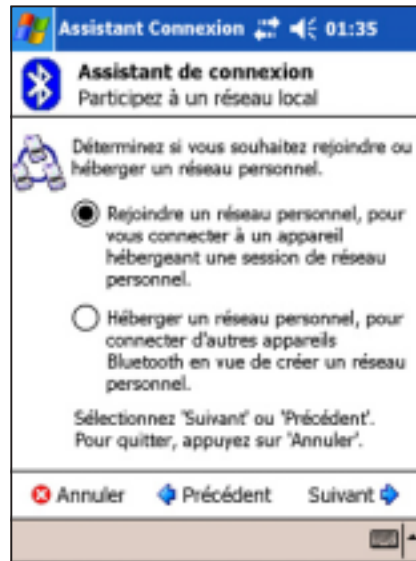 Assistant Connexion 01:35
Assistant de connexion
Participez à un réseau local
Déterminez si vous souhaitez rejoindre ou
héberger un réseau personnel.
Rejoindre un réseau personnel, pour
vous connecter à un appareil
hébergeant une session de réseau
personnel.
Héberger un réseau personnel, pour
connecter d'autres appareils
Bluetooth en vue de créer un réseau
personnel.
Sélectionnez 'Suivant' ou 'Précédent'.
Pour quitter, appuyez sur 'Annuler'.
Annuler Précédent Suivant